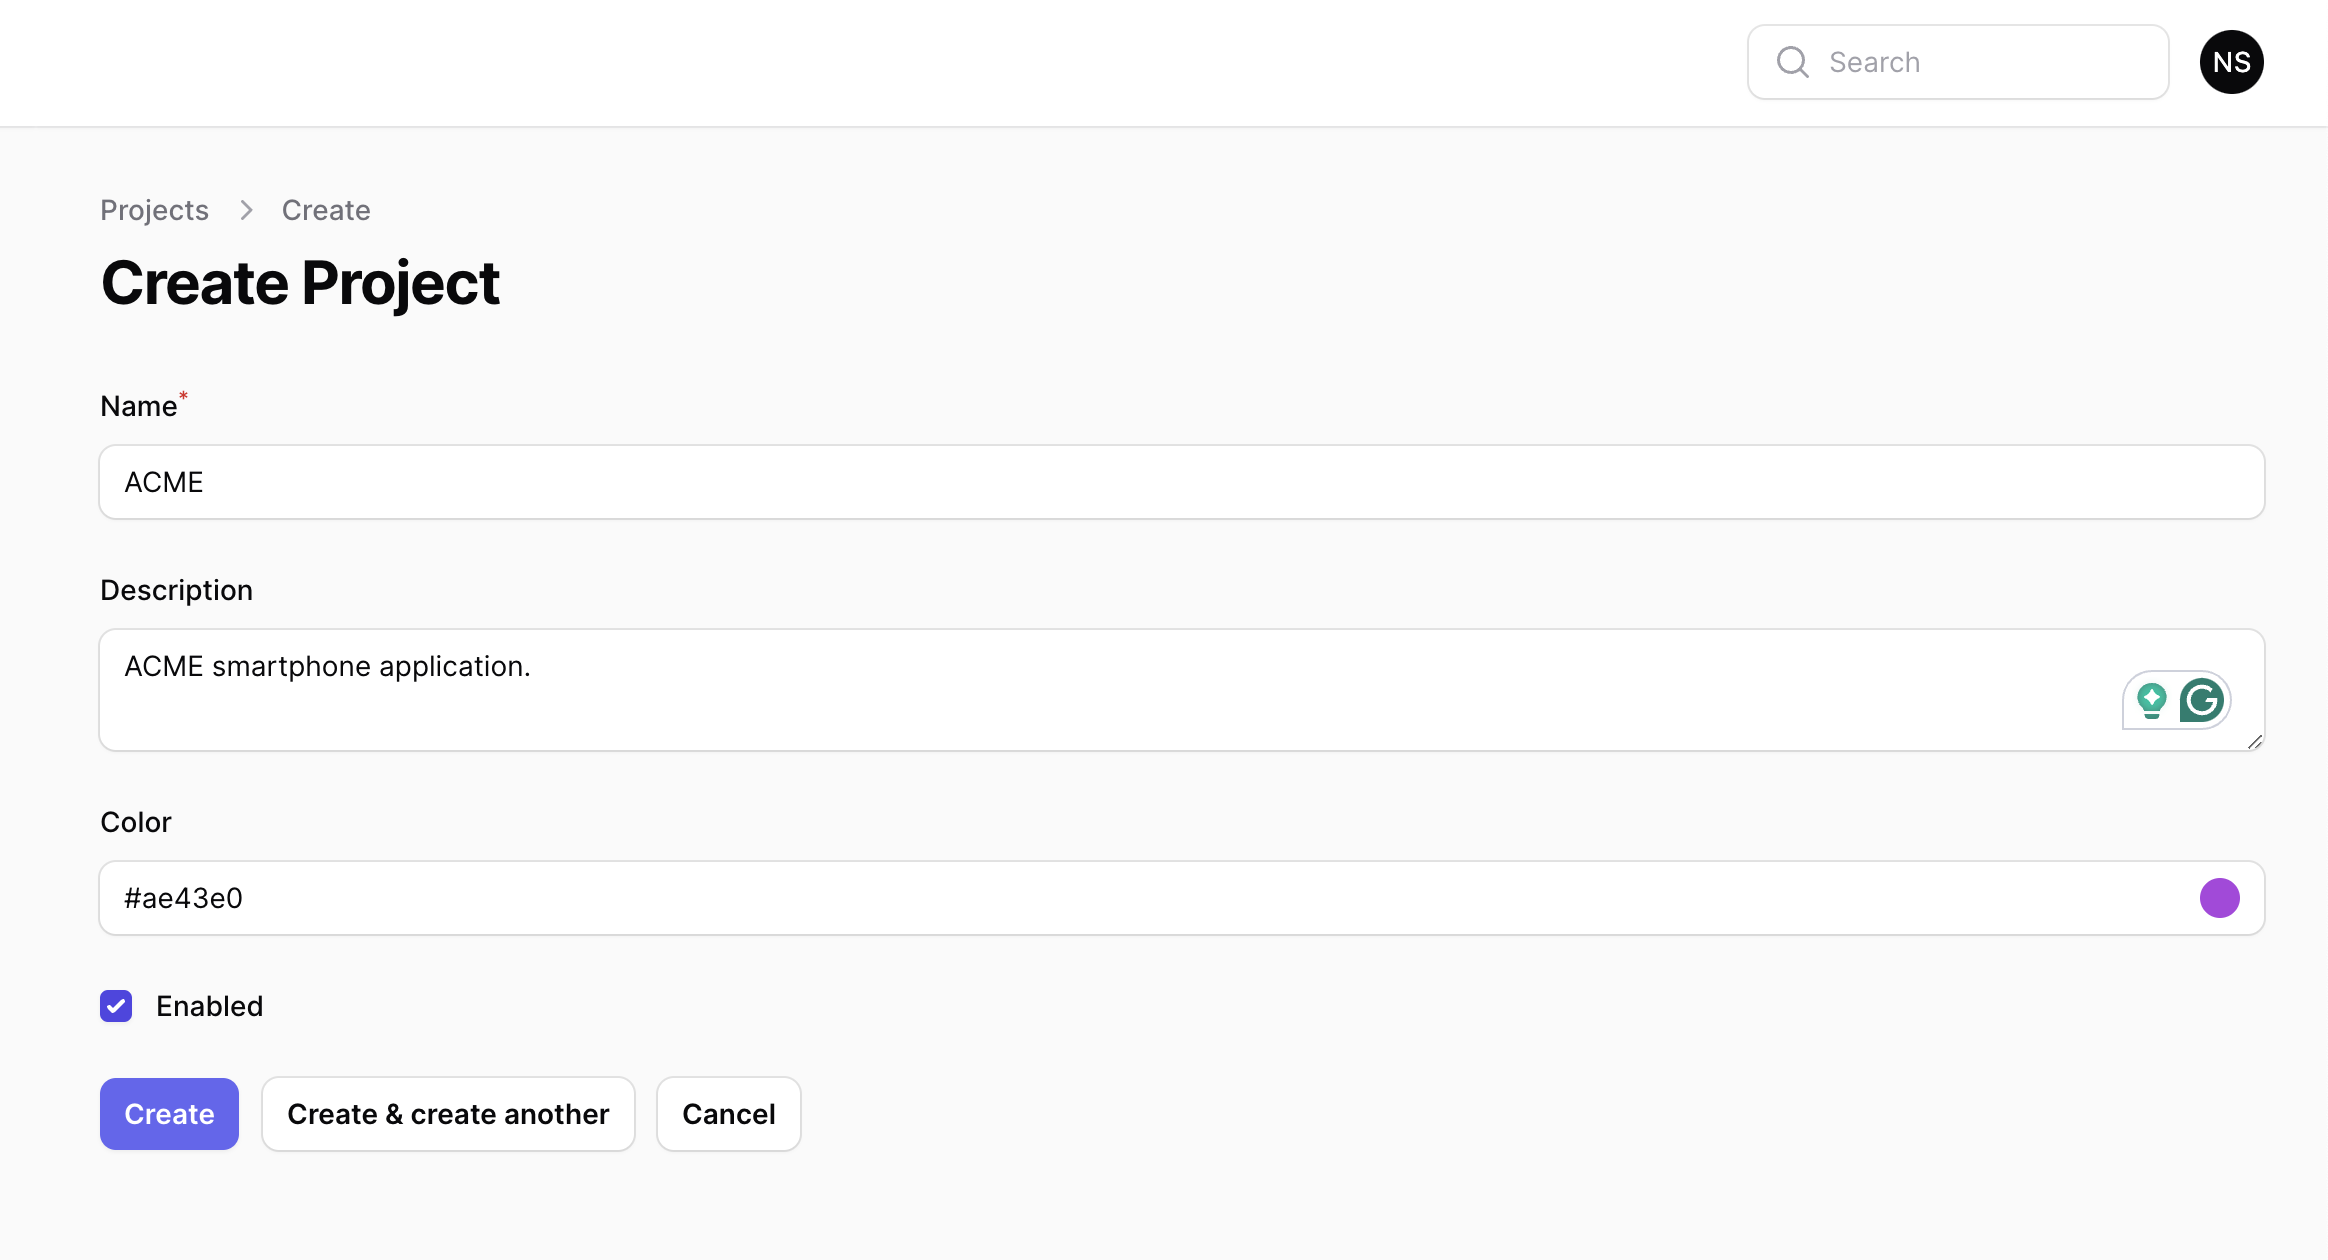 Search
NS
Projects > Create
Create Project
Name*
ACME
Description
ACME smartphone application.
Color
#ae43e0
Enabled
Create
Create & create another
Cancel